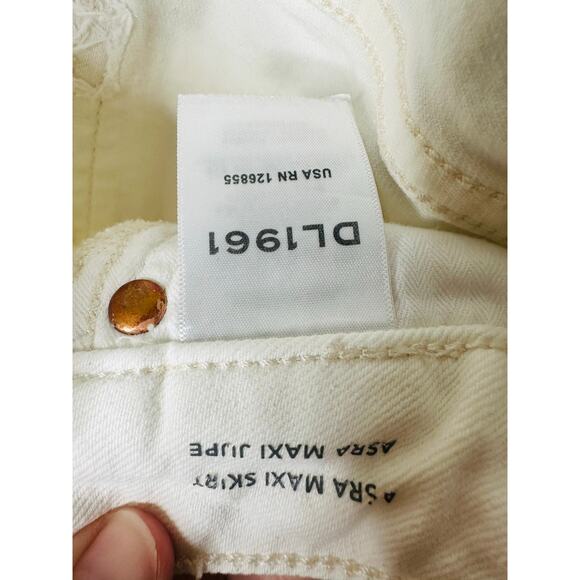 DL1961
USA RN 126855
ASRA MAXI SKIRT
ASRA MAXI JUPE